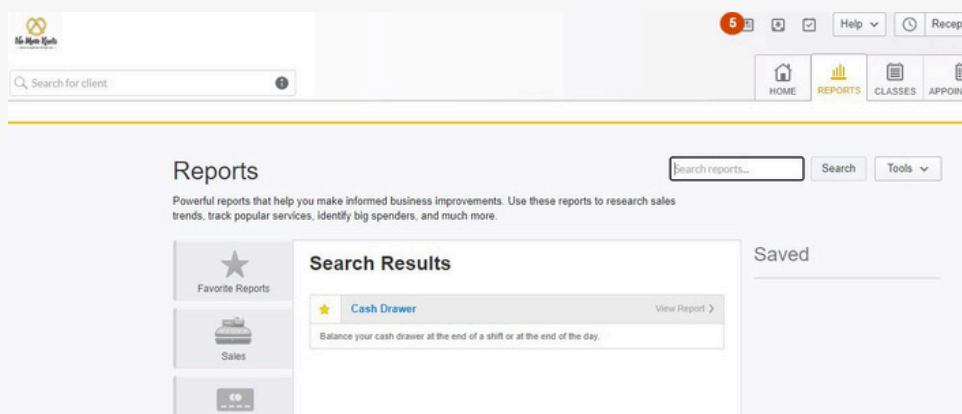 5
Help
Recep
Search for client
HOME
REPORTS
CLASSES
APPOIN
Reports
Search reports...
Search
Tools
Powerful reports that help you make informed business improvements. Use these reports to research sales
trends, track popular services, identify big spenders, and much more.
Favorite Reports
Sales
Search Results
Cash Drawer
View Report
Balance your cash drawer at the end of a shift or at the end of the day.
Saved